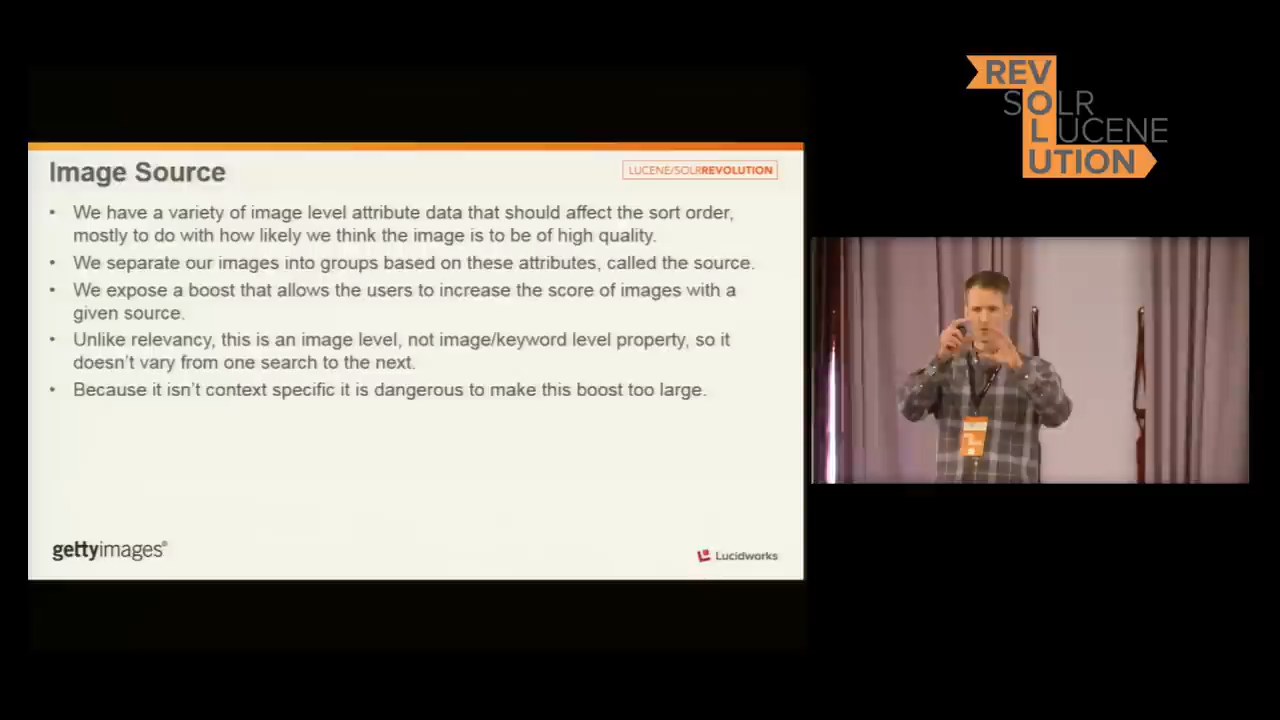 REV
SOLR
LUCENE
UTION
Image Source
LUCENE/SOLRREVOLUTION
• We have a variety of image level attribute data that should affect the sort order,
mostly to do with how likely we think the image is to be of high quality.
• We separate our images into groups based on these attributes, called the source.
• We expose a boost that allows the users to increase the score of images with a
given source.
• Unlike relevancy, this is an image level, not image/keyword level property, so it
doesn't vary from one search to the next.
• Because it isn't context specific it is dangerous to make this boost too large.
gettyimages®
Lucidworks